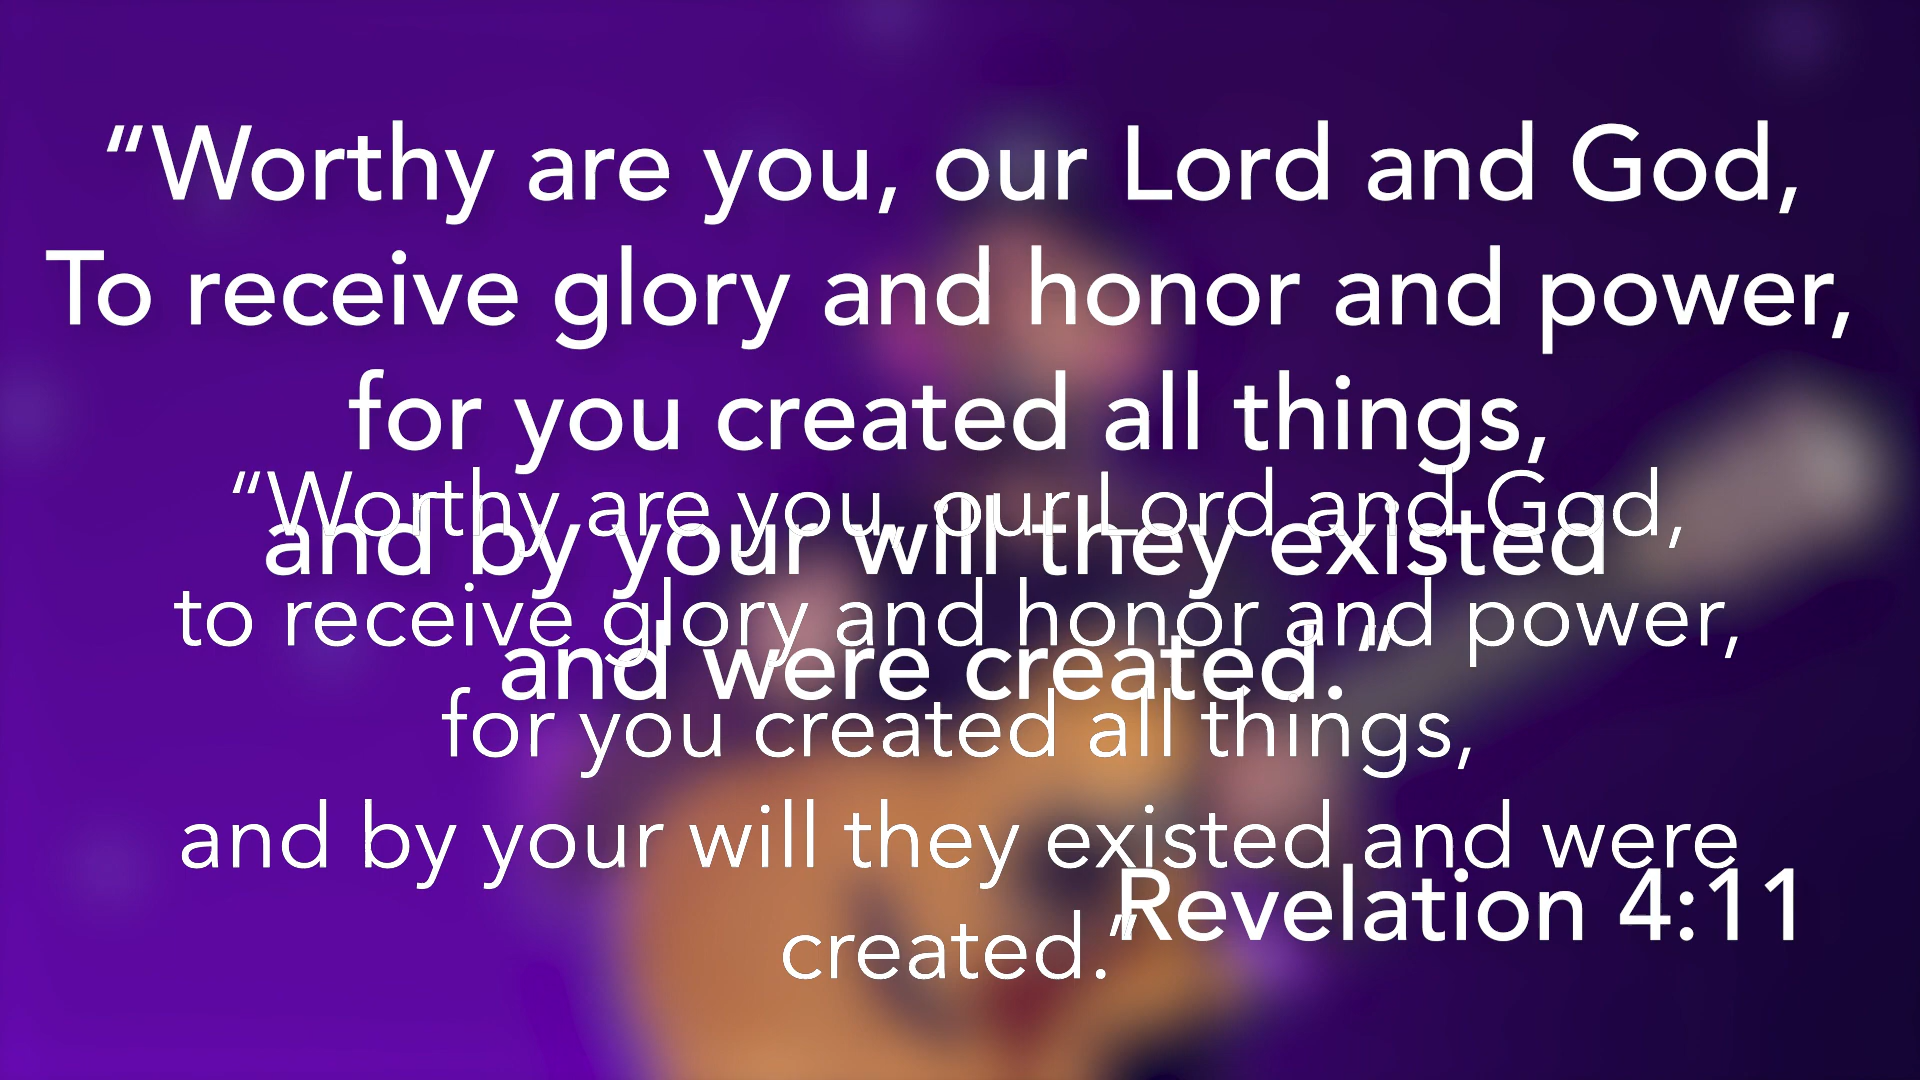 “Worthy are you, our Lord and God,
To receive glory and honor and power,
for you created all things,
and by your will they existed
and were created. ”
“Worthy are you, our Lord and God,
to receive glory and honor and power,
for you created all things,
and by your will they existed and were
created.”
Revelation 4:11